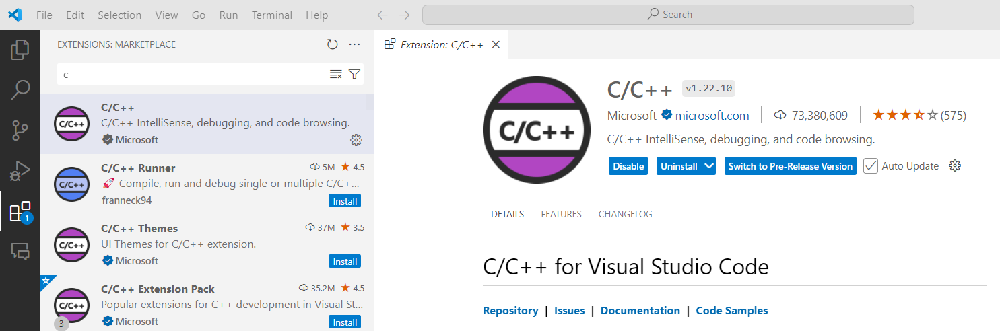 File Edit Selection View Go Run Terminal Help
Search
EXTENSIONS: MARKETPLACE
c
C/C++
C/C++
C/C++ IntelliSense, debugging, and code browsing.
Microsoft
C/C++
C/C++ Runner 5M 4.5
Compile, run and debug single or multiple C/C+...
franneck94 Install
C/C++
C/C++ Themes 37M 3.5
UI Themes for C/C++ extension.
Microsoft Install
C/C++
C/C++ Extension Pack 35.2M 4.5
Popular extensions for C++ development in Visual St...
Microsoft Install
3
1
Extension: C/C++
C/C++
C/C++ v1.22.10
Microsoft microsoft.com 73,380,609 (575)
C/C++ IntelliSense, debugging, and code browsing.
Disable Uninstall Switch to Pre-Release Version Auto Update
DETAILS FEATURES CHANGELOG
C/C++ for Visual Studio Code
Repository | Issues | Documentation | Code Samples